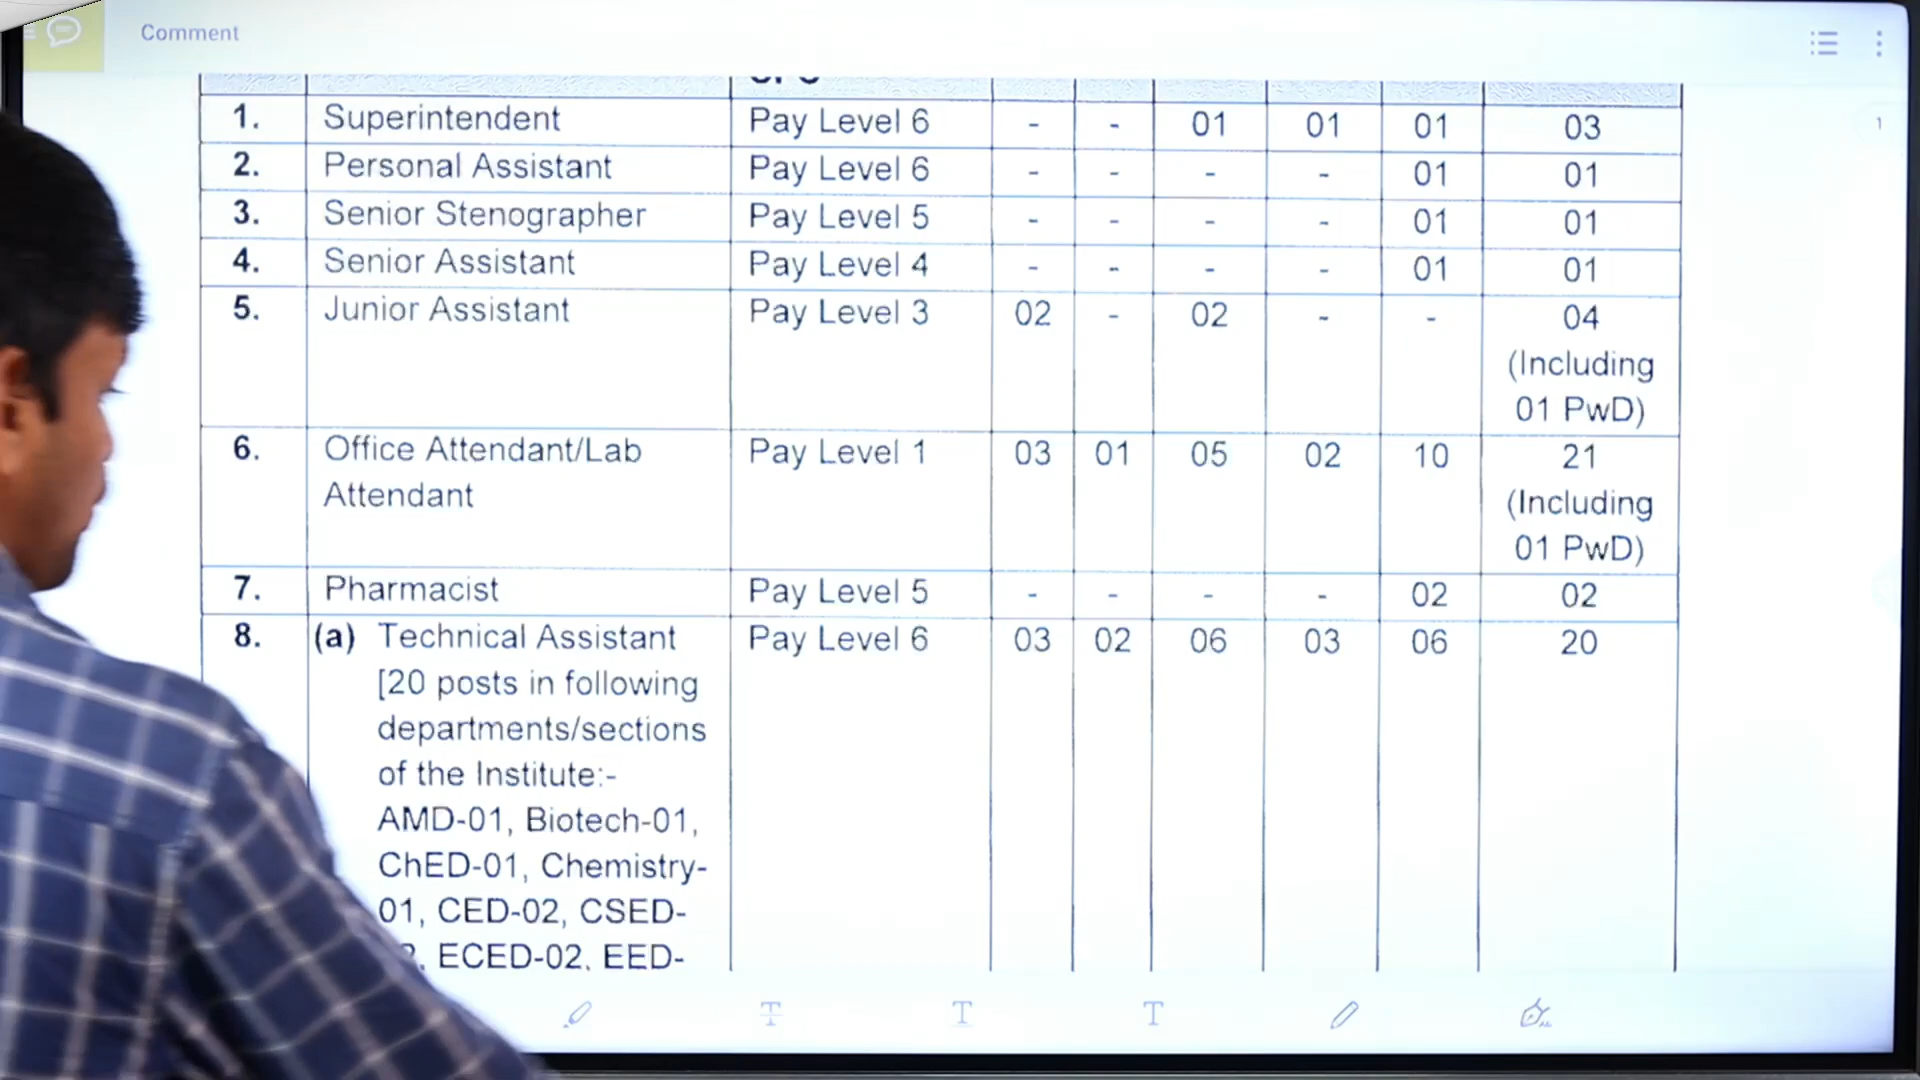 Comment
1
1. Superintendent Pay Level 6 - - 01 01 01 03
2. Personal Assistant Pay Level 6 - - - - 01 01
3. Senior Stenographer Pay Level 5 - - - - 01 01
4. Senior Assistant Pay Level 4 - - - - 01 01
5. Junior Assistant Pay Level 3 02 - 02 - - 04
(Including
01 PwD)
6. Office Attendant/Lab Pay Level 1 03 01 05 02 10 21
Attendant (Including
01 PwD)
7. Pharmacist Pay Level 5 - - - - 02 02
8. (a) Technical Assistant Pay Level 6 03 02 06 03 06 20
[20 posts in following
departments/sections
of the Institute:-
AMD-01, Biotech-01,
ChED-01, Chemistry-
01, CED-02, CSED-
ECED-02, EED-